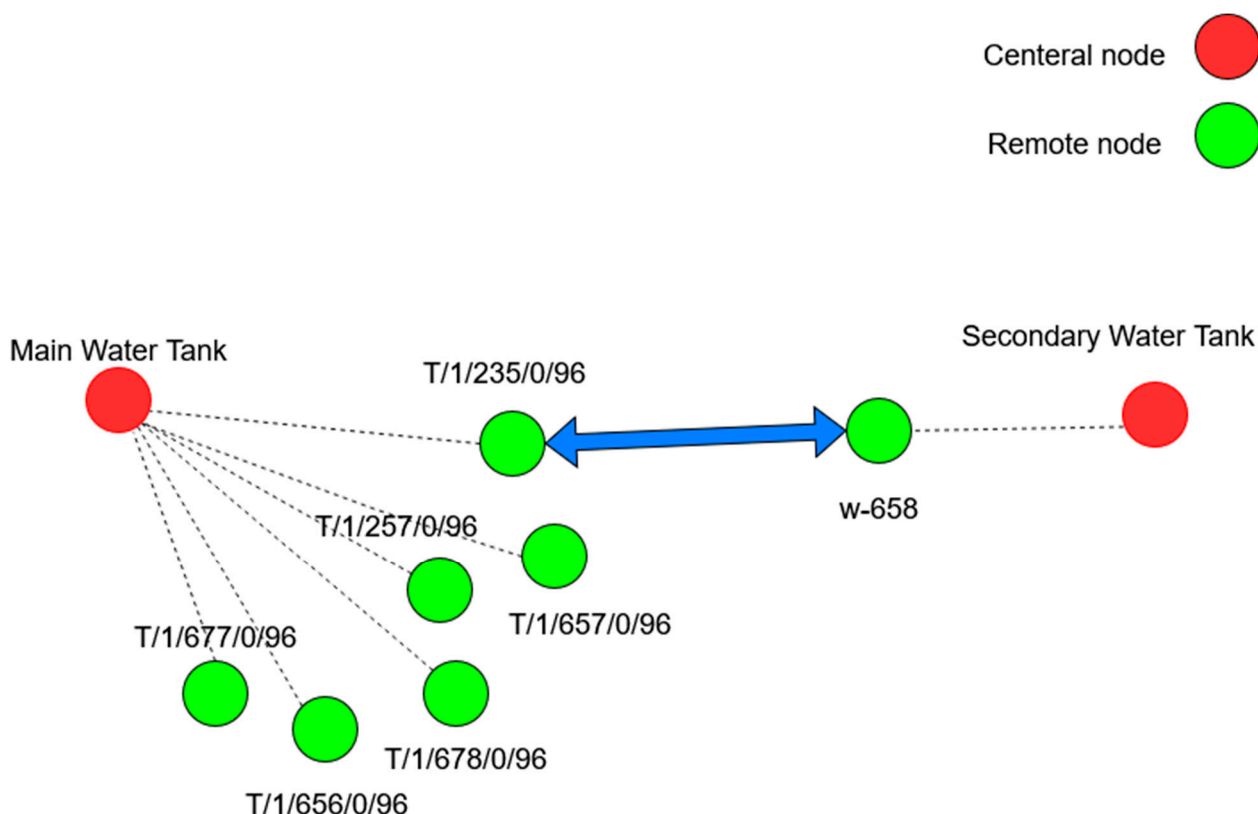 Centeral node
Remote node
Main Water Tank
Secondary Water Tank
T/1/235/0/96
w-658
T/1/257/0/96
T/1/657/0/96
T/1/677/0/96
T/1/678/0/96
T/1/656/0/96